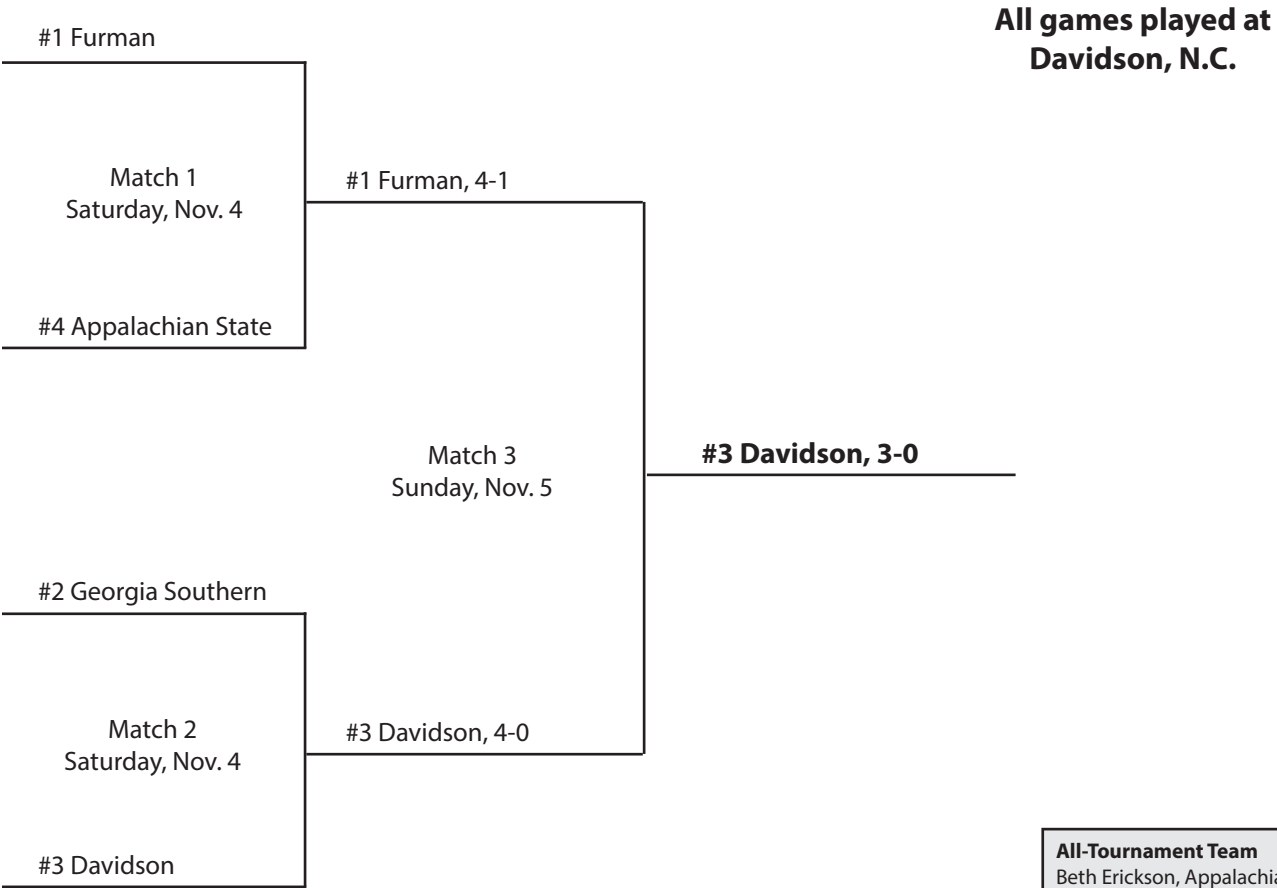 #1 Furman
All games played at
Davidson, N.C.
Match 1
Saturday, Nov. 4
#1 Furman, 4-1
#4 Appalachian State
Match 3
Sunday, Nov. 5
#3 Davidson, 3-0
#2 Georgia Southern
Match 2
Saturday, Nov. 4
#3 Davidson, 4-0
#3 Davidson
All-Tournament Team
Beth Erickson,